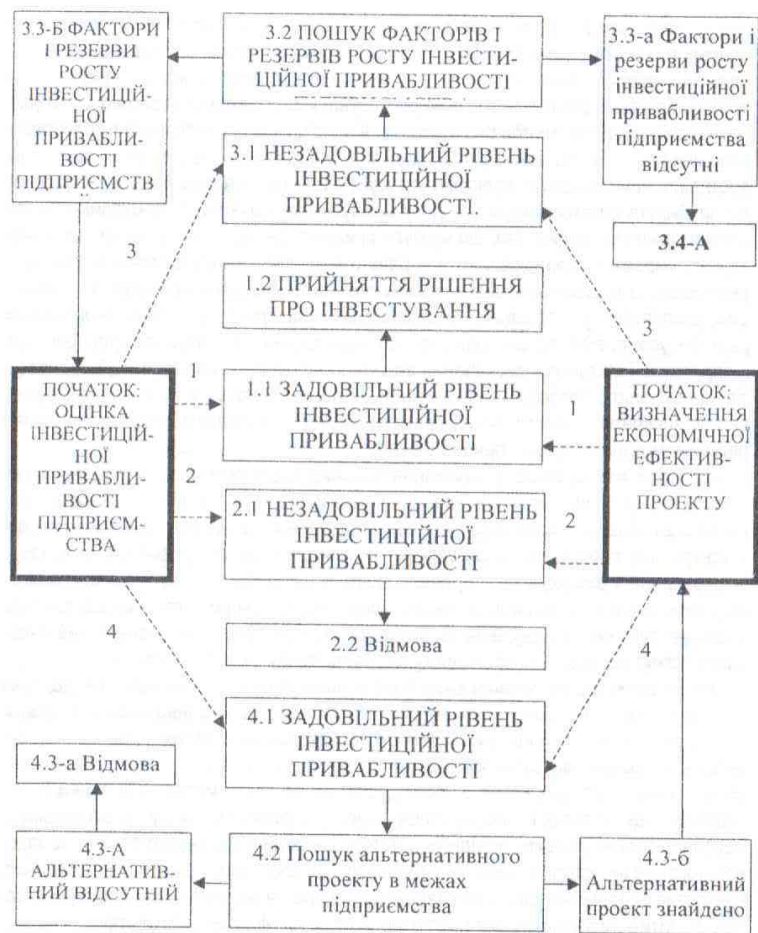 3.3-Б ФАКТОРИ
І РЕЗЕРВИ
РОСТУ
ІНВЕСТИЦІЙ-
НОЇ
ПРИВАБЛ-
ИВОСТІ
ПІДПРИЄМСТВ
3.2 ПОШУК ФАКТОРІВ І
РЕЗЕРВІВ РОСТУ ІНВЕСТИ-
ЦІЙНОЇ ПРИВАБЛИВОСТІ
3.3-а Фактори і
резерви росту
інвестиційної
привабливості
підприємства
відсутні
3.4-А
3.1 НЕЗАДОВІЛЬНИЙ РІВЕНЬ
ІНВЕСТИЦІЙНОЇ
ПРИВАБЛИВОСТІ.
3
3
1.2 ПРИЙНЯТТЯ РІШЕННЯ
ПРО ІНВЕСТУВАННЯ
ПОЧАТОК:
ОЦІНКА
ІНВЕСТИЦІЙ-
НОЇ
ПРИВАБЛ-
ИВОСТІ
ПІДПРИЄМ-
СТВА
1
1.1 ЗАДОВІЛЬНИЙ РІВЕНЬ
ІНВЕСТИЦІЙНОЇ
ПРИВАБЛИВОСТІ
1
ПОЧАТОК:
ВИЗНАЧЕННЯ
ЕКОНОМІЧНОЇ
ЕФЕКТИВ-
НОСТІ
ПРОЕКТУ
2
2.1 НЕЗАДОВІЛЬНИЙ РІВЕНЬ
ІНВЕСТИЦІЙНОЇ
ПРИВАБЛИВОСТІ
2
2.2 Відмова
4
4
4.1 ЗАДОВІЛЬНИЙ РІВЕНЬ
ІНВЕСТИЦІЙНОЇ
ПРИВАБЛИВОСТІ
4.3-а Відмова
4.3-А
АЛЬТЕРНАТИВ-
НИЙ ВІДСУТНІЙ
4.2 Пошук альтернативного
проекту в межах
підприємства
4.3-б
Альтернативний
проект знайдено